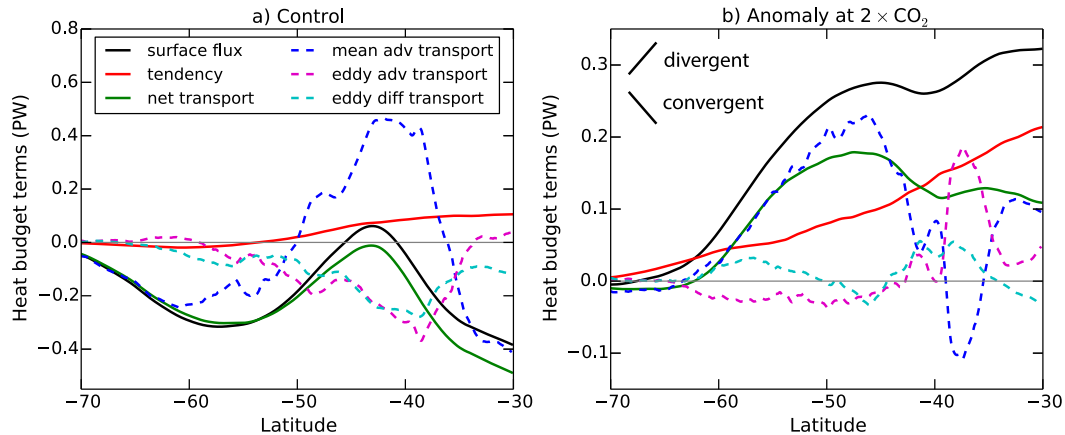 a) Control
Heat budget terms (PW)
0.8
0.6
0.4
0.2
0.0
−0.2
−0.4
surface flux
tendency
net transport
mean adv transport
eddy adv transport
eddy diff transport
−70
−60
−50
−40
−30
Latitude
b) Anomaly at 2 × CO₂
Heat budget terms (PW)
0.3
0.2
0.1
0.0
−0.1
divergent
convergent
−70
−60
−50
−40
−30
Latitude